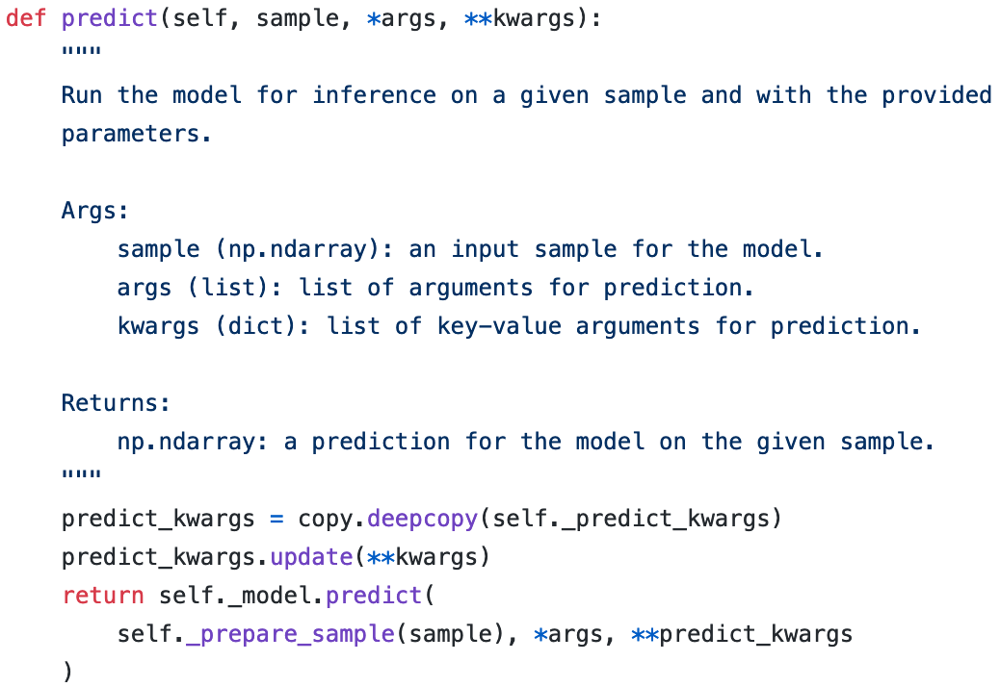 def predict(self, sample, *args, **kwargs):
    """
    Run the model for inference on a given sample and with the provided
    parameters.

    Args:
        sample (np.ndarray): an input sample for the model.
        args (list): list of arguments for prediction.
        kwargs (dict): list of key-value arguments for prediction.

    Returns:
        np.ndarray: a prediction for the model on the given sample.
    """
    predict_kwargs = copy.deepcopy(self._predict_kwargs)
    predict_kwargs.update(**kwargs)
    return self._model.predict(
        self._prepare_sample(sample), *args, **predict_kwargs
    )